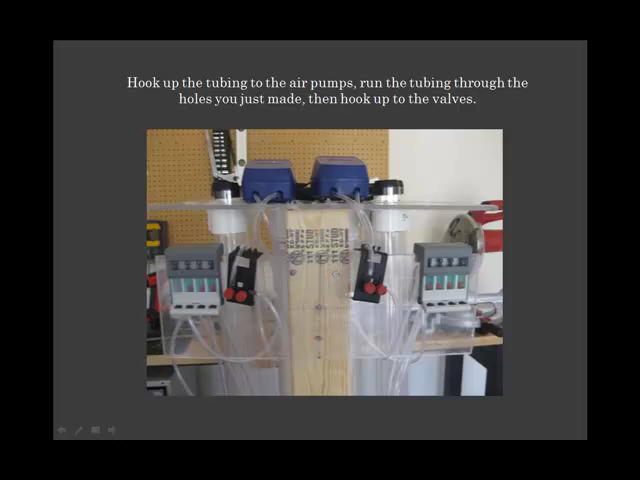 Hook up the tubing to the air pumps, run the tubing through the
holes you just made, then hook up to the valves.